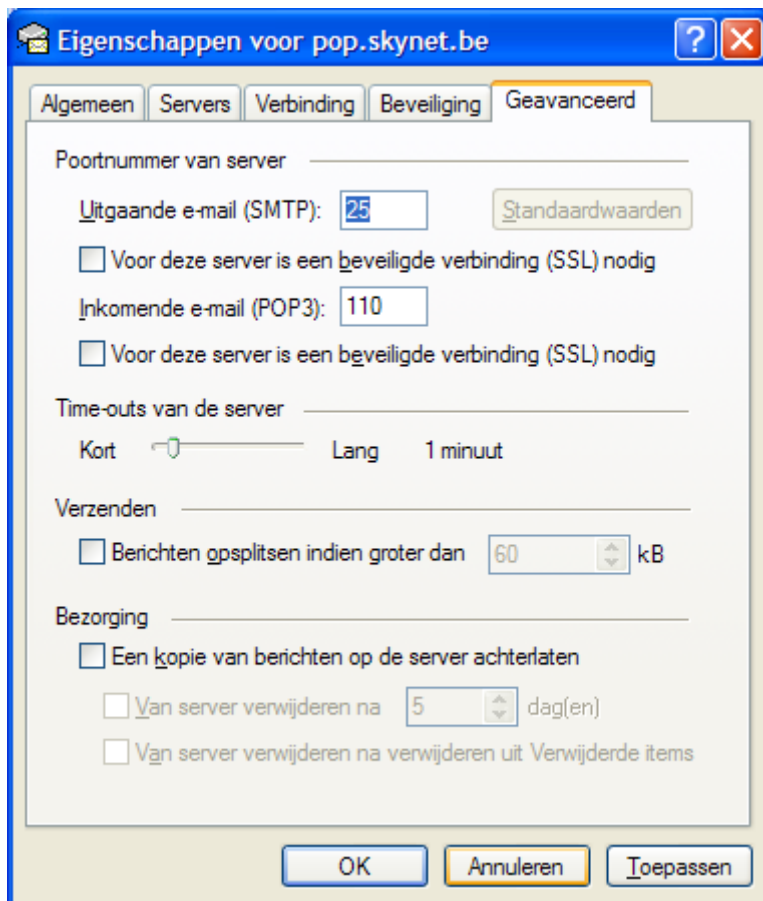 Eigenschappen voor pop.skynet.be
Algemeen Servers Verbinding Beveiliging Geavanceerd
Poortnummer van server
Uitgaande e-mail (SMTP): 25 Standaardwaarden
Voor deze server is een beveiligde verbinding (SSL) nodig
Inkomende e-mail (POP3): 110
Voor deze server is een beveiligde verbinding (SSL) nodig
Time-outs van de server
Kort Lang 1 minuut
Verzenden
Berichten opsplitsen indien groter dan 60 kB
Bezorging
Een kopie van berichten op de server achterlaten
Van server verwijderen na 5 dag(en)
Van server verwijderen na verwijderen uit Verwijderde items
OK Annuleren Toepassen